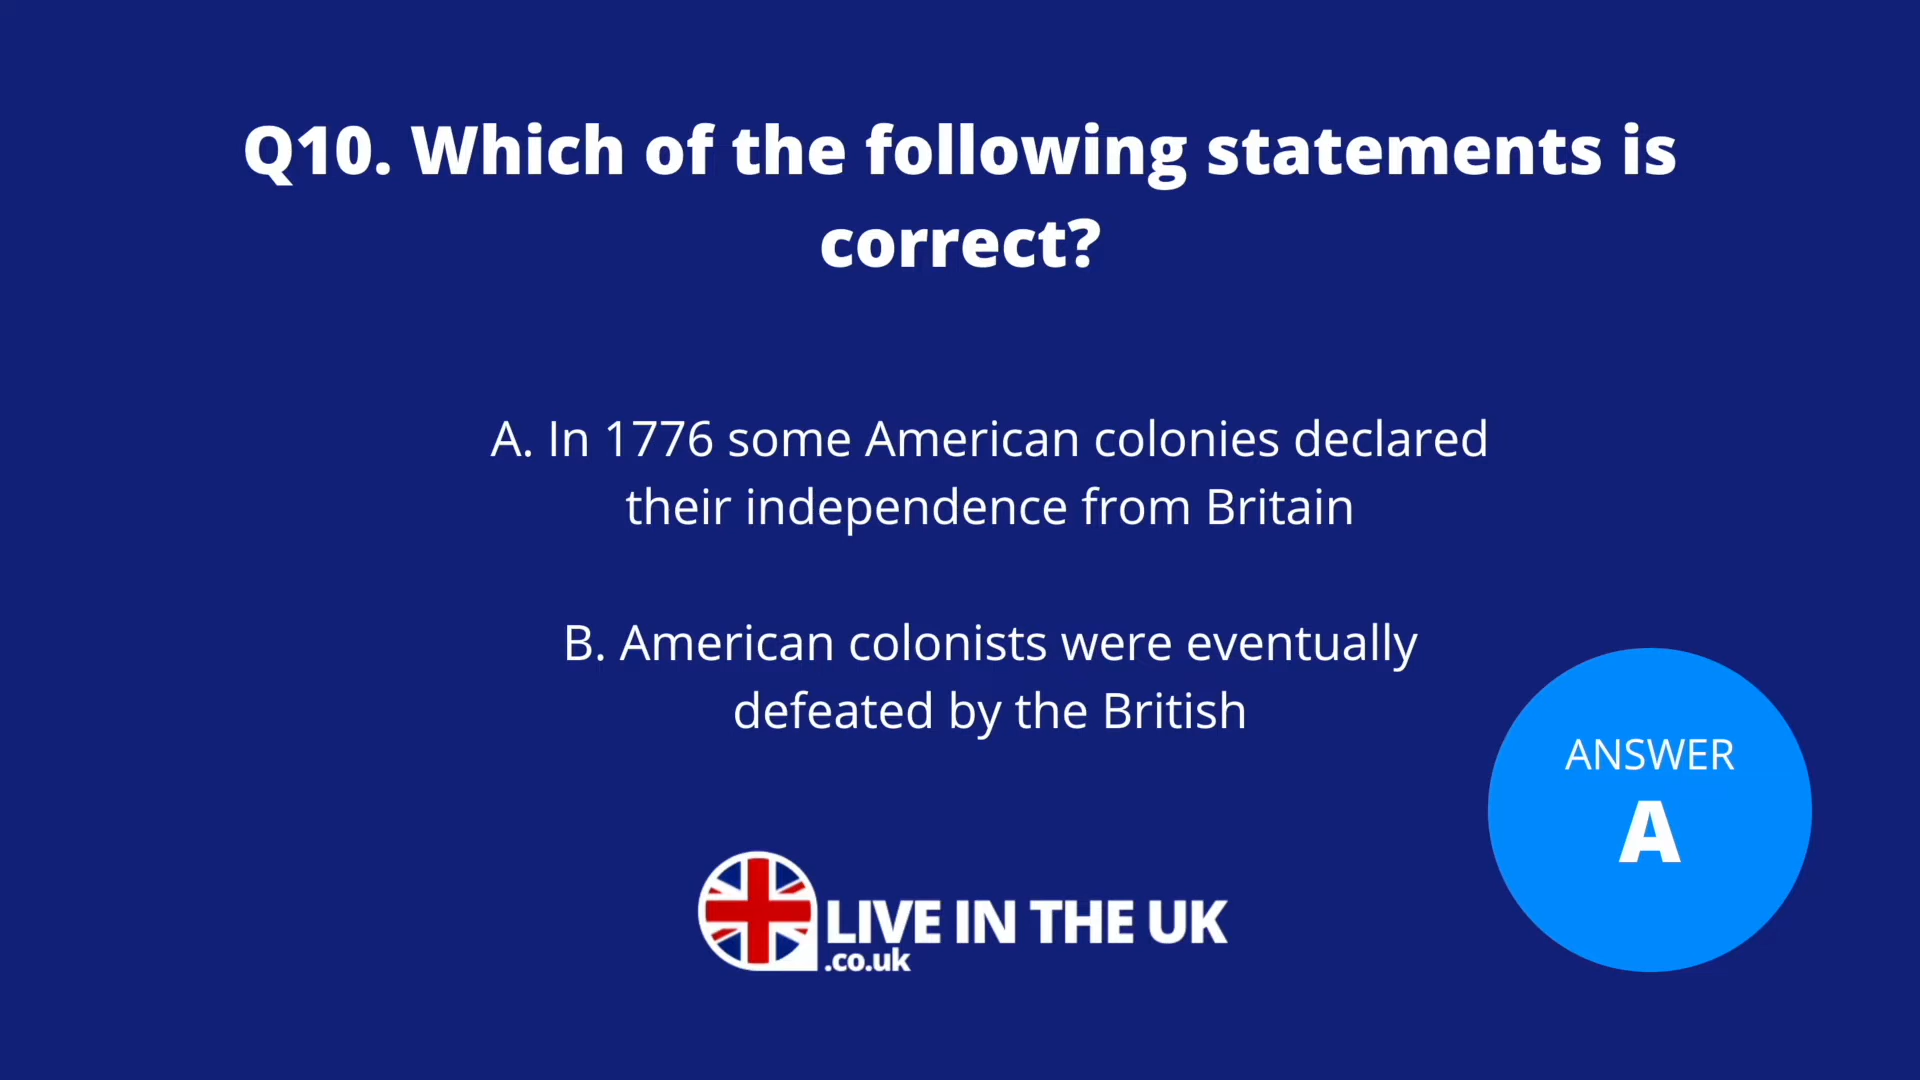 Q10. Which of the following statements is
correct?
A. In 1776 some American colonies declared
their independence from Britain
B. American colonists were eventually
defeated by the British
ANSWER
A
LIVE IN THE UK
.co.uk